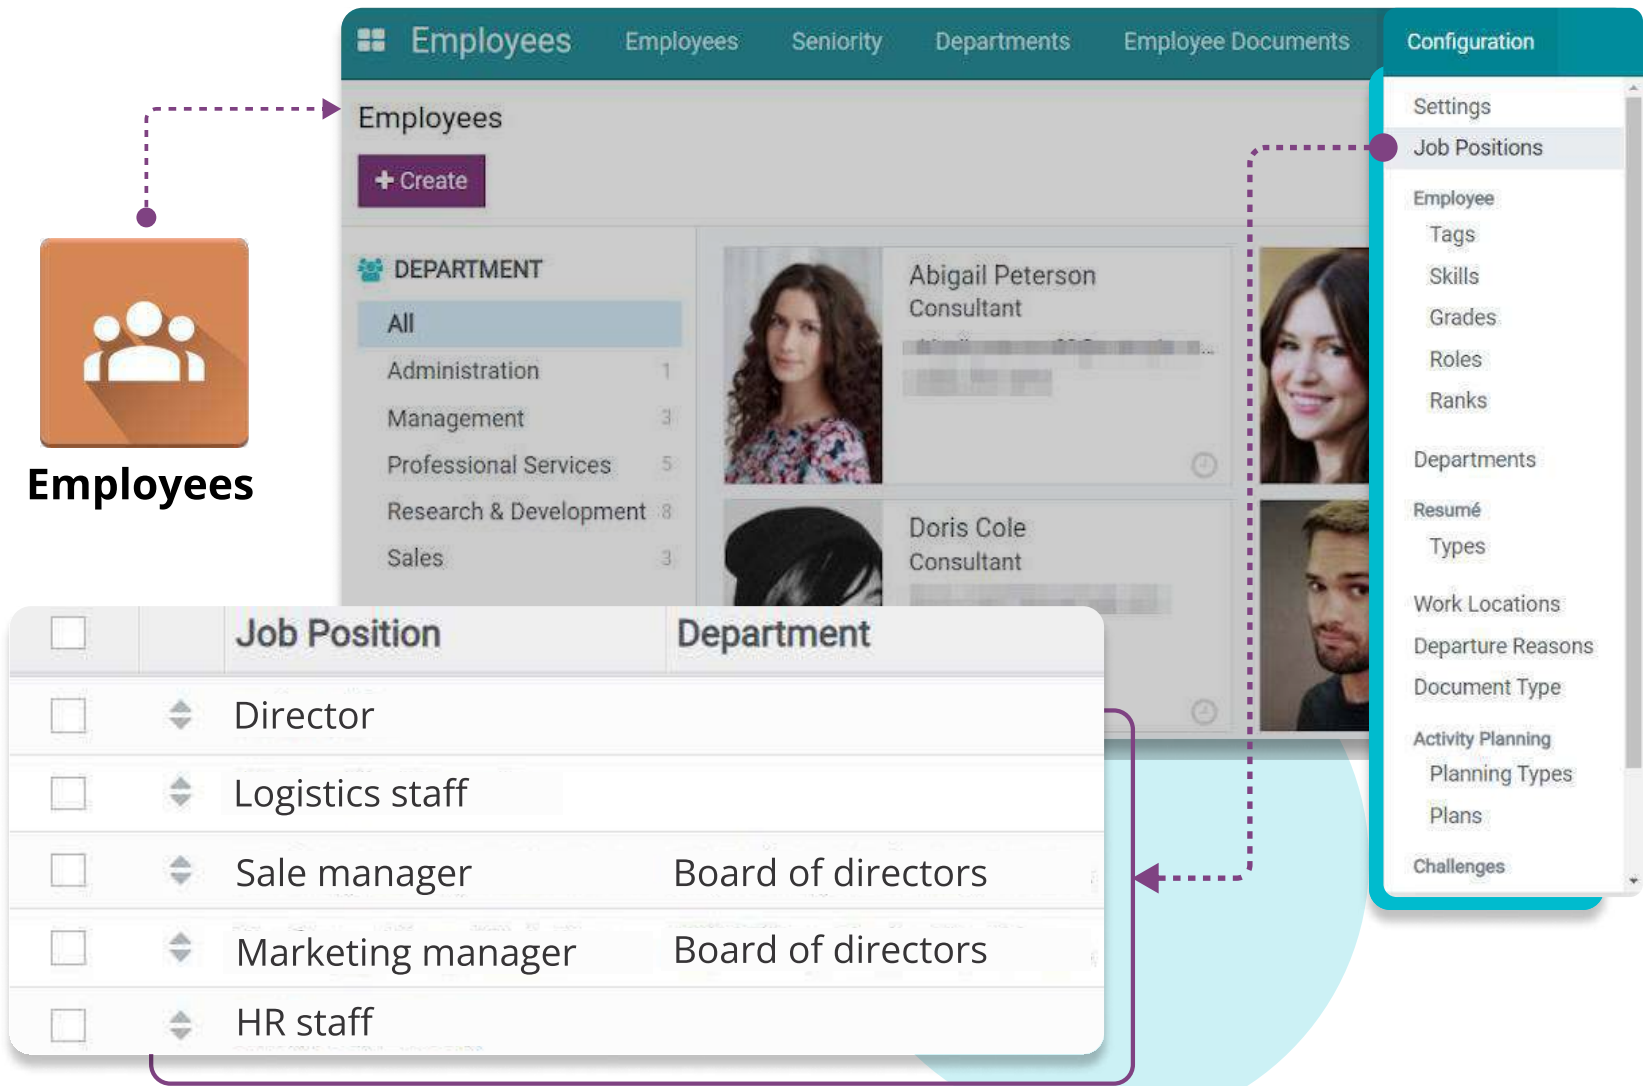 Employees Employees Seniority Departments Employee Documents Configuration
Employees
+ Create
DEPARTMENT
All
Administration 1
Management 3
Professional Services 5
Research & Development 8
Sales 3
Abigail Peterson
Consultant
Doris Cole
Consultant
Settings
Job Positions
Employee
Tags
Skills
Grades
Roles
Ranks
Departments
Resumé
Types
Work Locations
Departure Reasons
Document Type
Activity Planning
Planning Types
Plans
Challenges
Employees
Job Position Department
Director
Logistics staff
Sale manager Board of directors
Marketing manager Board of directors
HR staff